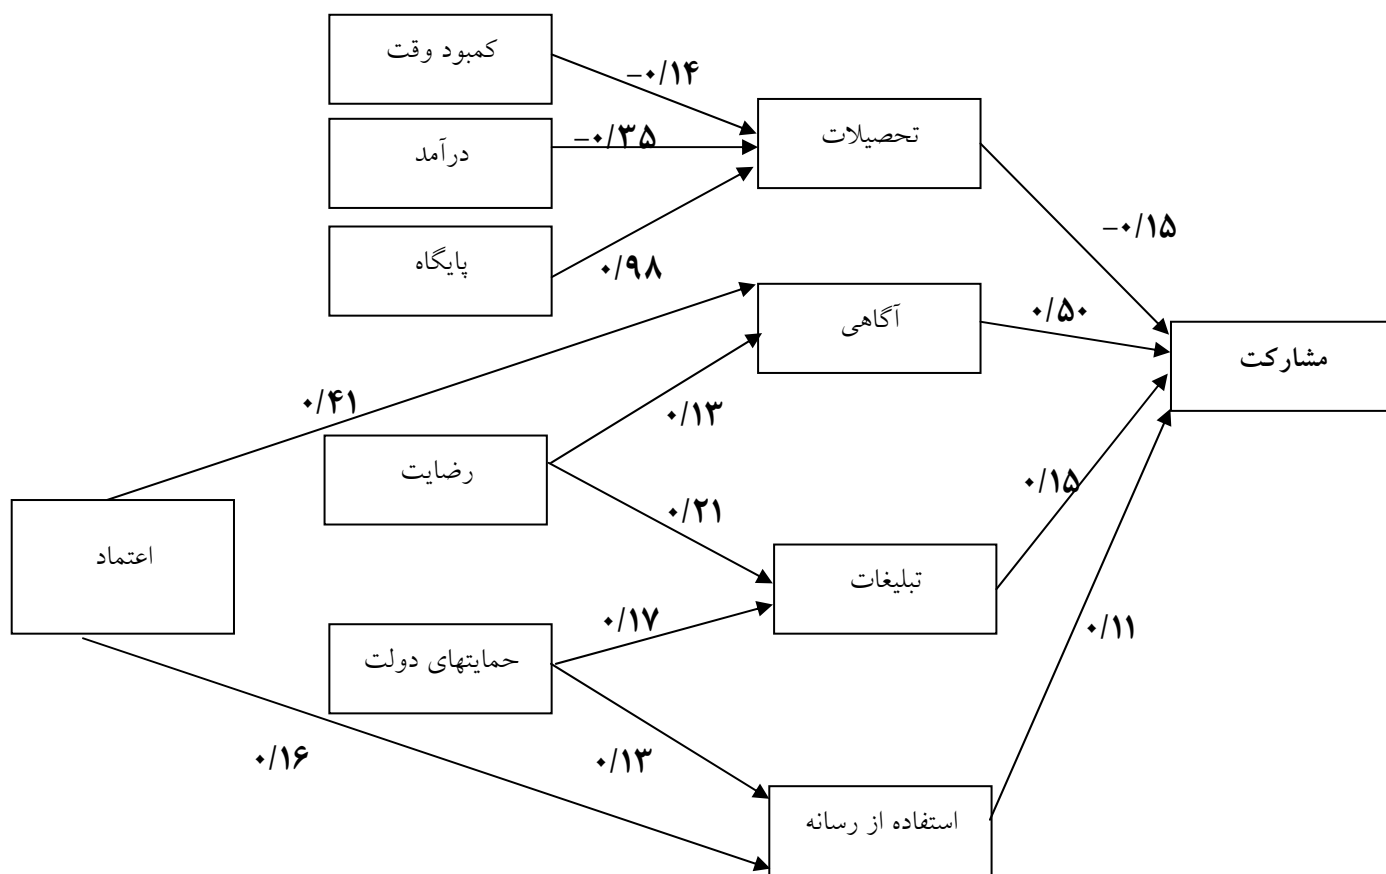 کمبود وقت
–۰/۱۴
تحصیلات
درآمد
–۰/۳۵
–۰/۱۵
پایگاه
۰/۹۸
آگاهی
۰/۵۰
مشارکت
۰/۴۱
۰/۱۳
رضایت
۰/۲۱
۰/۱۵
اعتماد
تبلیغات
۰/۱۷
۰/۱۱
حمایتهای دولت
۰/۱۶
۰/۱۳
استفاده از رسانه